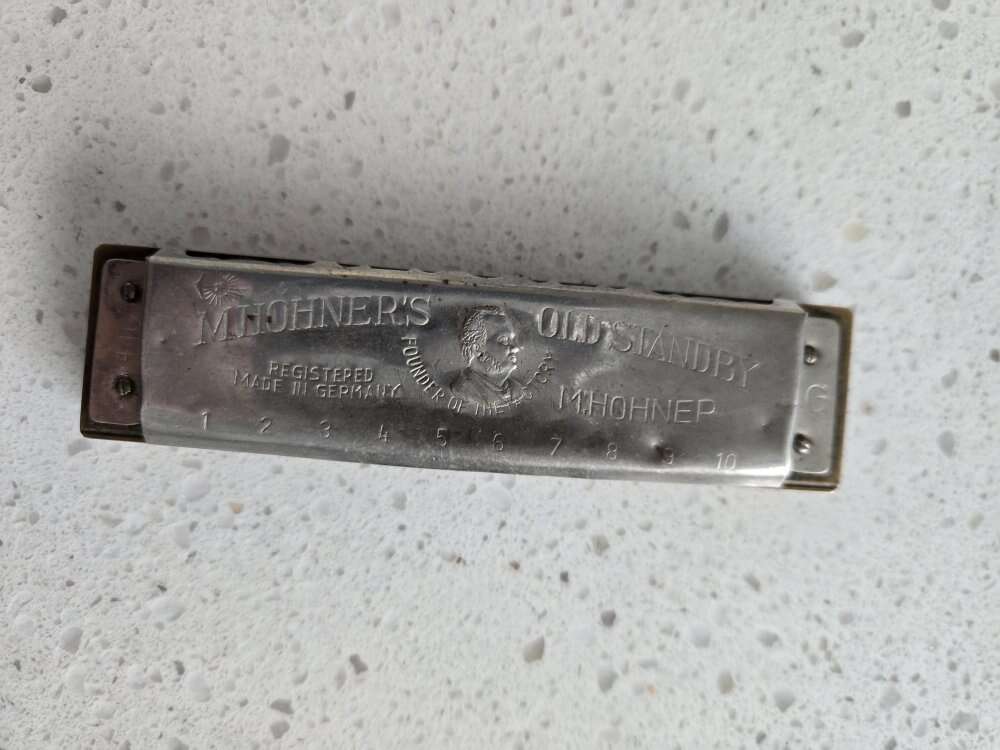 M.HOHNER'S OLD STANDBY
REGISTERED
MADE IN GERMANY
FOUNDER OF THE FACTORY
M.HOHNER
1 2 3 4 5 6 7 8 9 10
G